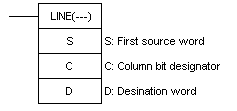 LINE(---)
S S: First source word
C C: Column bit designator
D D: Desination word